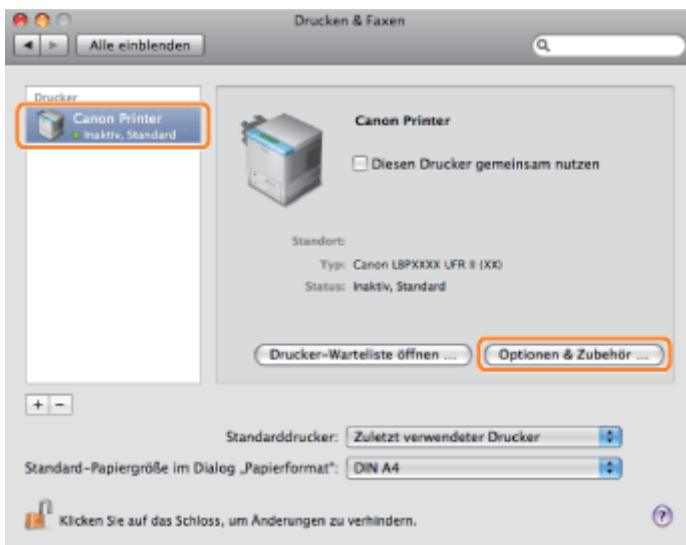 Drucken & Faxen
Alle einblenden
Drucker
Canon Printer
Inaktiv, Standard
Canon Printer
Diesen Drucker gemeinsam nutzen
Standort:
Typ: Canon LBPXXXX UFR II (XX)
Status: Inaktiv, Standard
Drucker-Warteliste öffnen ...
Optionen & Zubehör ...
+ −
Standarddrucker: Zuletzt verwendeter Drucker
Standard-Papiergröße im Dialog „Papierformat“: DIN A4
Klicken Sie auf das Schloss, um Änderungen zu verhindern.
?